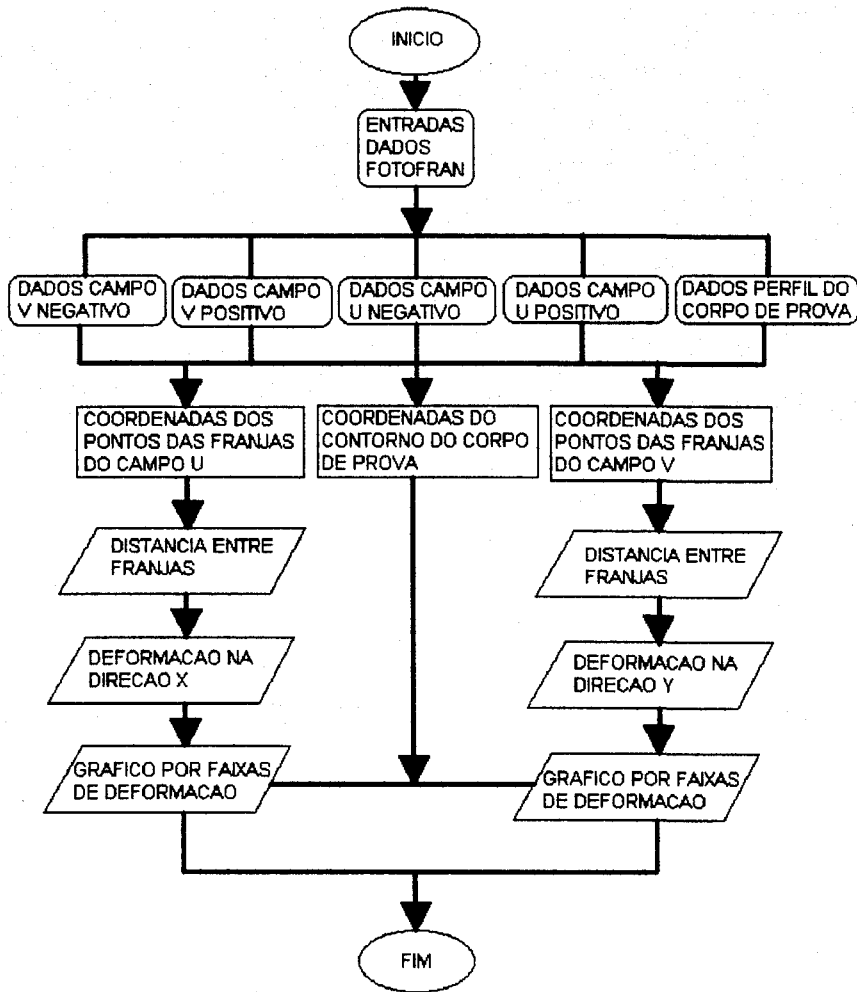 INICIO
ENTRADAS
DADOS
FOTOFRAN
DADOS CAMPO
V NEGATIVO
DADOS CAMPO
V POSITIVO
DADOS CAMPO
U NEGATIVO
DADOS CAMPO
U POSITIVO
DADOS PERFIL DO
CORPO DE PROVA
COORDENADAS DOS
PONTOS DAS FRANJAS
DO CAMPO U
COORDENADAS DO
CONTORNO DO CORPO
DE PROVA
COORDENADAS DOS
PONTOS DAS FRANJAS
DO CAMPO V
DISTÁNCIA ENTRE
FRANJAS
DISTANCIA ENTRE
FRANJAS
DEFORMACAO NA
DIRECAO X
DEFORMACAO NA
DIRECAO Y
GRAFICO POR FAIXAS
DE DEFORMACAO
GRAFICO POR FAIXAS
DE DEFORMACAO
FIM